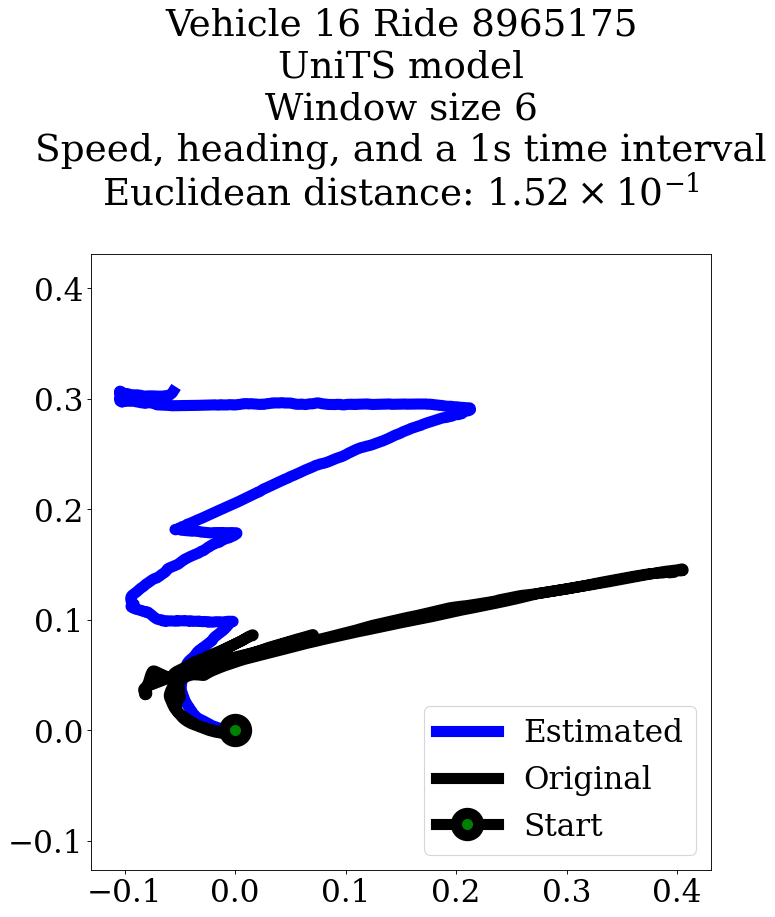 Vehicle 16 Ride 8965175
UniTS model
Window size 6
Speed, heading, and a 1s time interval
Euclidean distance: 1.52 × 10⁻¹
0.4
0.3
0.2
0.1
0.0
−0.1
Estimated
Original
Start
−0.1 0.0 0.1 0.2 0.3 0.4